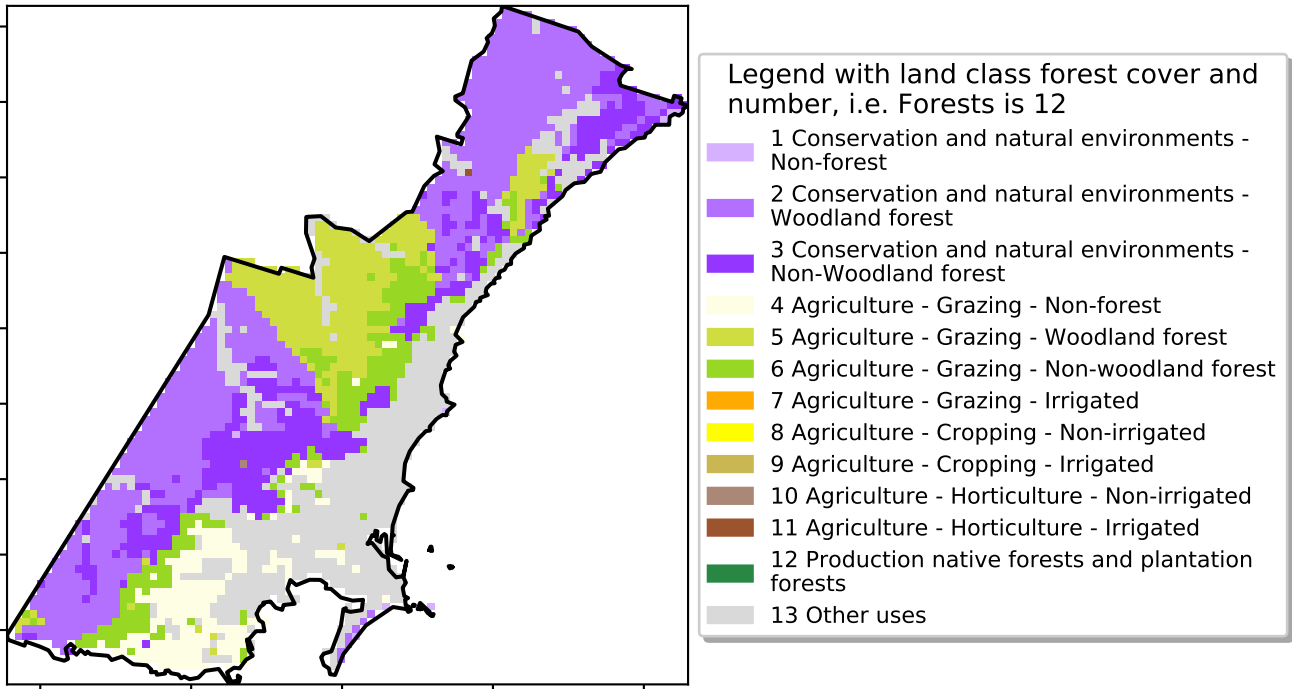 Legend with land class forest cover and
number, i.e. Forests is 12
1 Conservation and natural environments -
Non-forest
2 Conservation and natural environments -
Woodland forest
3 Conservation and natural environments -
Non-Woodland forest
4 Agriculture - Grazing - Non-forest
5 Agriculture - Grazing - Woodland forest
6 Agriculture - Grazing - Non-woodland forest
7 Agriculture - Grazing - Irrigated
8 Agriculture - Cropping - Non-irrigated
9 Agriculture - Cropping - Irrigated
10 Agriculture - Horticulture - Non-irrigated
11 Agriculture - Horticulture - Irrigated
12 Production native forests and plantation
forests
13 Other uses